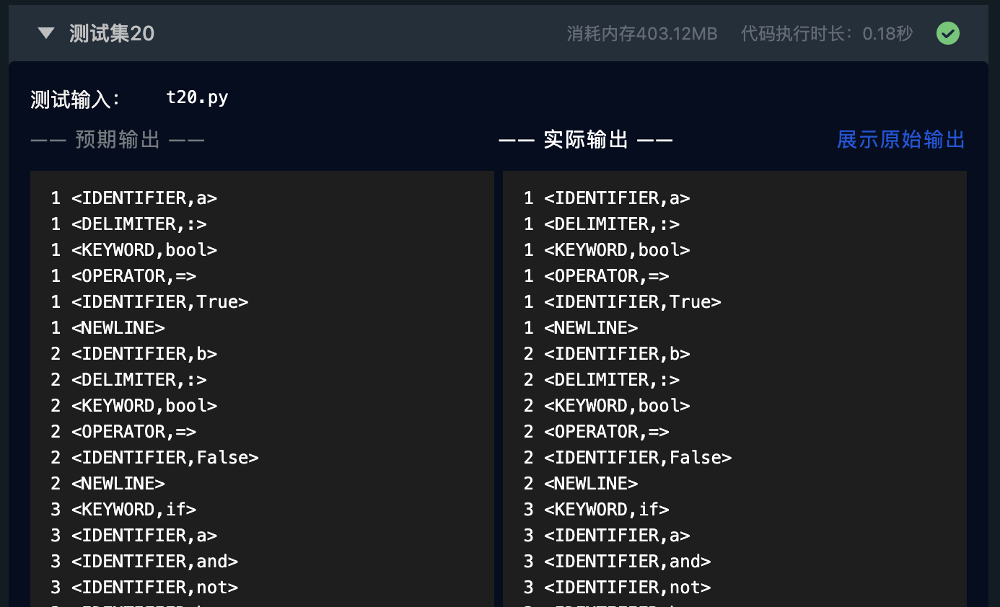 测试集20 消耗内存403.12MB 代码执行时长：0.18秒
测试输入： t20.py
—— 预期输出 —— —— 实际输出 —— 展示原始输出
1 <IDENTIFIER,a>
1 <DELIMITER,:>
1 <KEYWORD,bool>
1 <OPERATOR,=>
1 <IDENTIFIER,True>
1 <NEWLINE>
2 <IDENTIFIER,b>
2 <DELIMITER,:>
2 <KEYWORD,bool>
2 <OPERATOR,=>
2 <IDENTIFIER,False>
2 <NEWLINE>
3 <KEYWORD,if>
3 <IDENTIFIER,a>
3 <IDENTIFIER,and>
3 <IDENTIFIER,not>
1 <IDENTIFIER,a>
1 <DELIMITER,:>
1 <KEYWORD,bool>
1 <OPERATOR,=>
1 <IDENTIFIER,True>
1 <NEWLINE>
2 <IDENTIFIER,b>
2 <DELIMITER,:>
2 <KEYWORD,bool>
2 <OPERATOR,=>
2 <IDENTIFIER,False>
2 <NEWLINE>
3 <KEYWORD,if>
3 <IDENTIFIER,a>
3 <IDENTIFIER,and>
3 <IDENTIFIER,not>